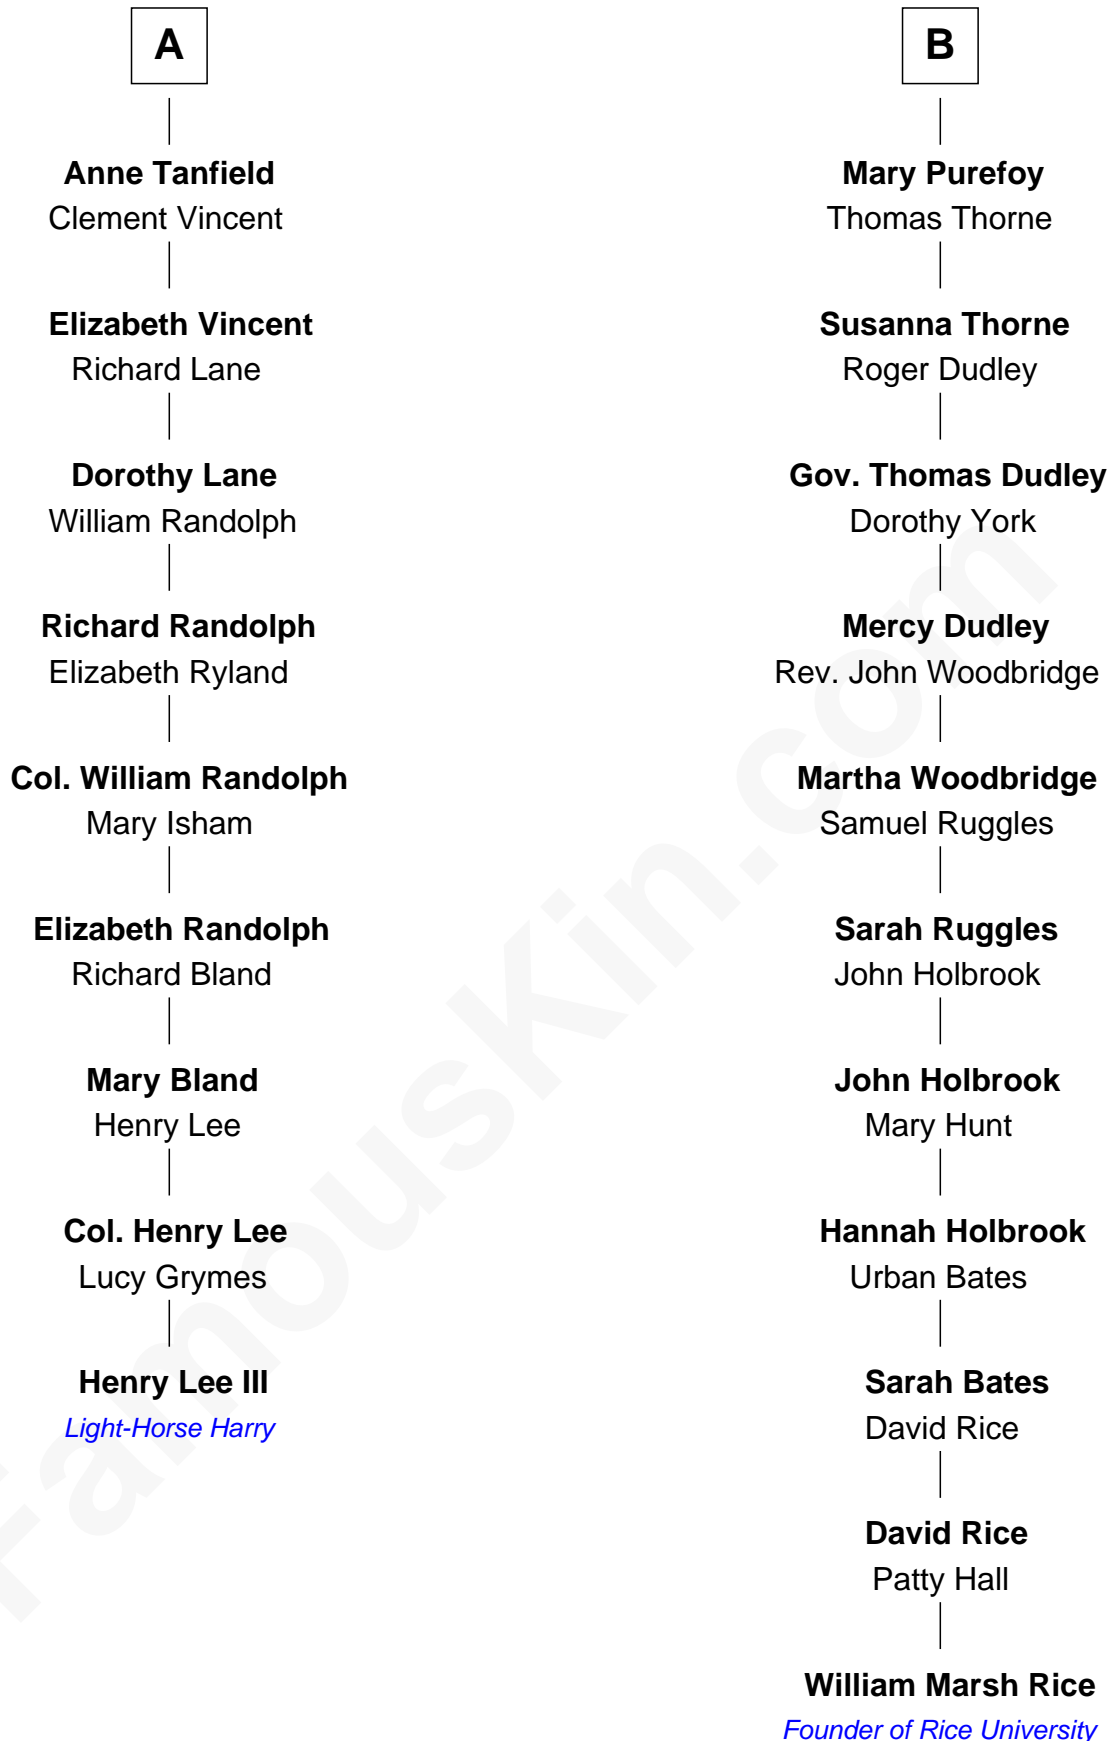 A
Anne Tanfield
Clement Vincent
Elizabeth Vincent
Richard Lane
Dorothy Lane
William Randolph
Richard Randolph
Elizabeth Ryland
Col. William Randolph
Mary Isham
Elizabeth Randolph
Richard Bland
Mary Bland
Henry Lee
Col. Henry Lee
Lucy Grymes
Henry Lee III
Light-Horse Harry
B
Mary Purefoy
Thomas Thorne
Susanna Thorne
Roger Dudley
Gov. Thomas Dudley
Dorothy York
Mercy Dudley
Rev. John Woodbridge
Martha Woodbridge
Samuel Ruggles
Sarah Ruggles
John Holbrook
John Holbrook
Mary Hunt
Hannah Holbrook
Urban Bates
Sarah Bates
David Rice
David Rice
Patty Hall
William Marsh Rice
Founder of Rice University
FamousKin.com